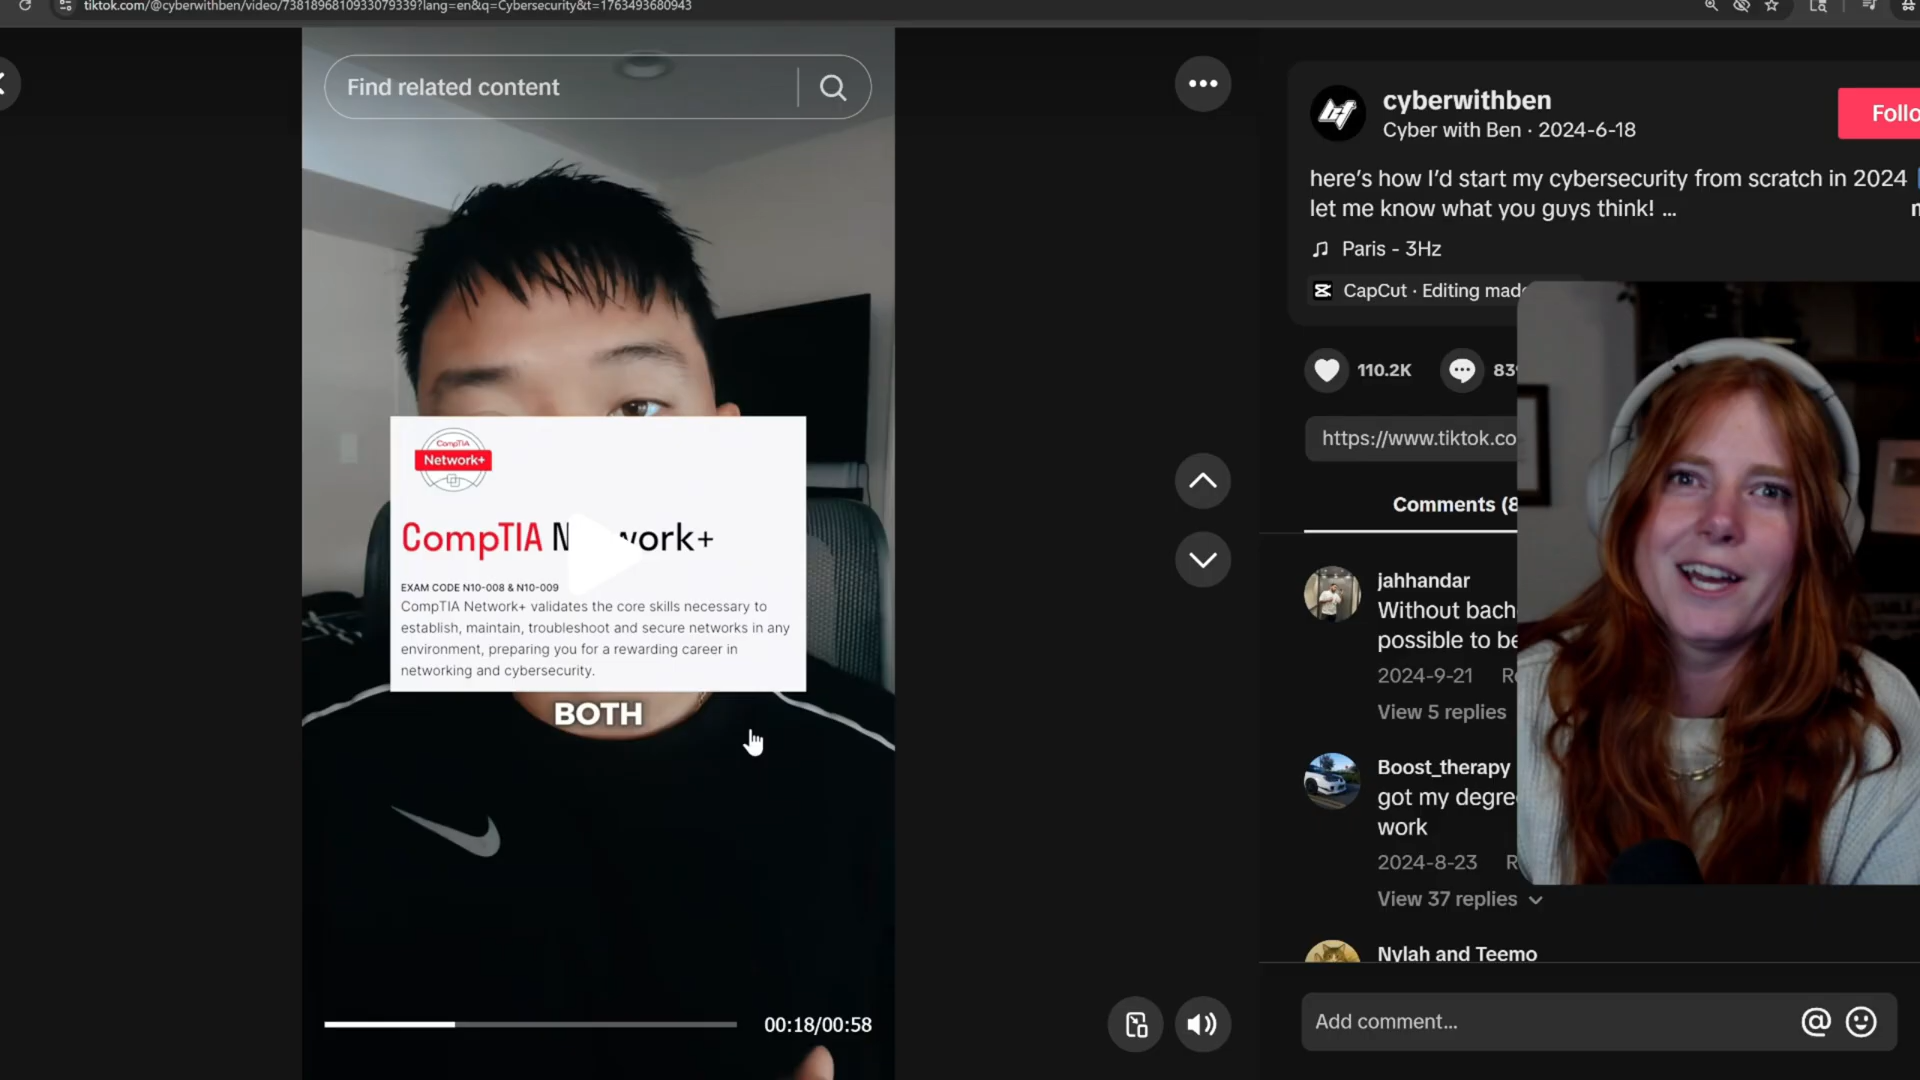 tiktok.com/@cyberwithben/video/7381896810933079339?lang=en&q=Cybersecurity&t=1763493680943
Find related content
CompTIA
Network+
CompTIA N work+
EXAM CODE N10-008 & N10-009
CompTIA Network+ validates the core skills necessary to
establish, maintain, troubleshoot and secure networks in any
environment, preparing you for a rewarding career in
networking and cybersecurity.
BOTH
00:18/00:58
cyberwithben
Cyber with Ben · 2024-6-18
Follo
here's how I'd start my cybersecurity from scratch in 2024
let me know what you guys think! ...
Paris - 3Hz
CapCut · Editing made
110.2K
83
https://www.tiktok.co
Comments (8
jahhandar
Without bach
possible to be
2024-9-21 Re
View 5 replies
Boost_therapy
got my degre
work
2024-8-23 R
View 37 replies
Nylah and Teemo
Add comment...